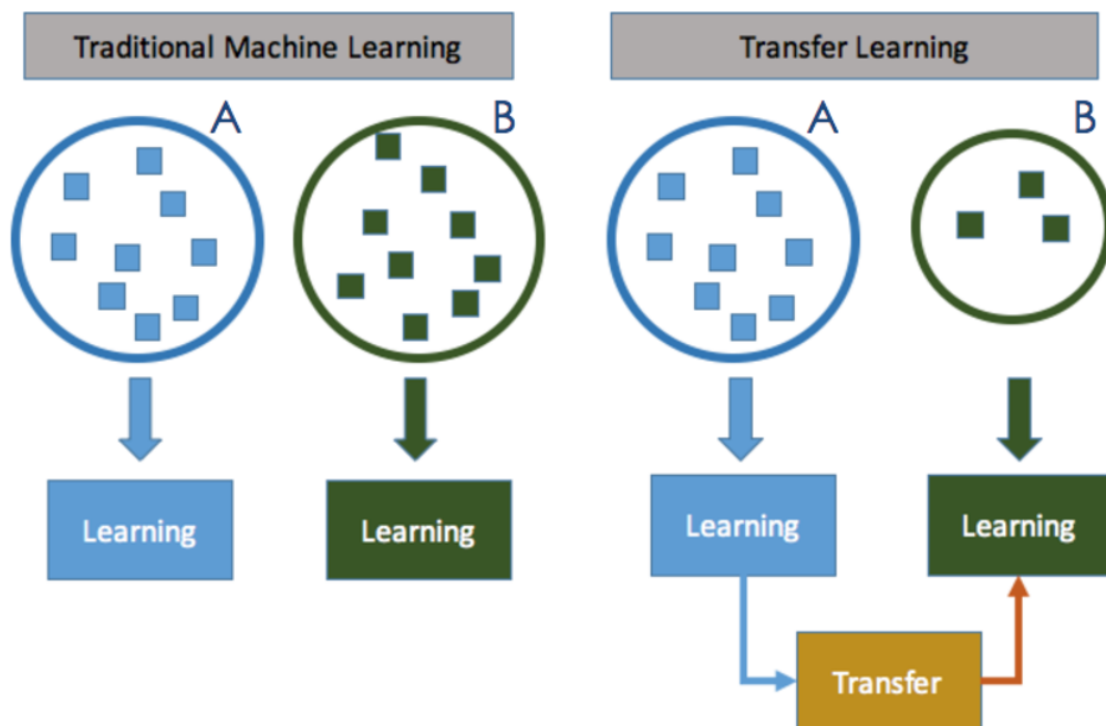 Traditional Machine Learning
Transfer Learning
A
B
A
B
Learning
Learning
Learning
Learning
Transfer